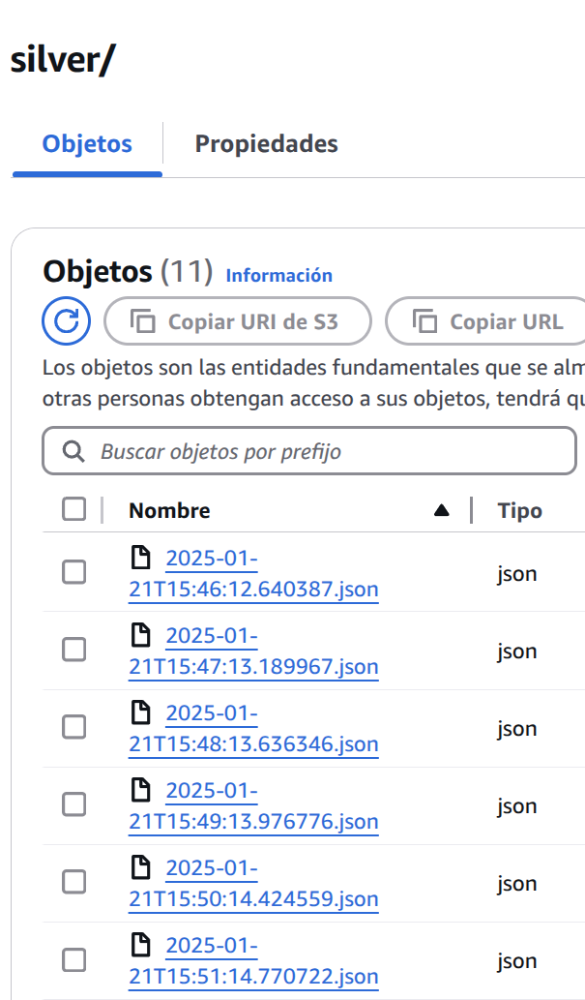 silver/
Objetos
Propiedades
Objetos (11) Información
Copiar URI de S3
Copiar URL
Los objetos son las entidades fundamentales que se
otras personas obtengan acceso a sus objetos, tendrá
Buscar objetos por prefijo
Nombre
Tipo
2025-01-
21T15:46:12.640387.json
json
2025-01-
21T15:47:13.189967.json
json
2025-01-
21T15:48:13.636346.json
json
2025-01-
21T15:49:13.976776.json
json
2025-01-
21T15:50:14.424559.json
json
2025-01-
21T15:51:14.770722.json
json